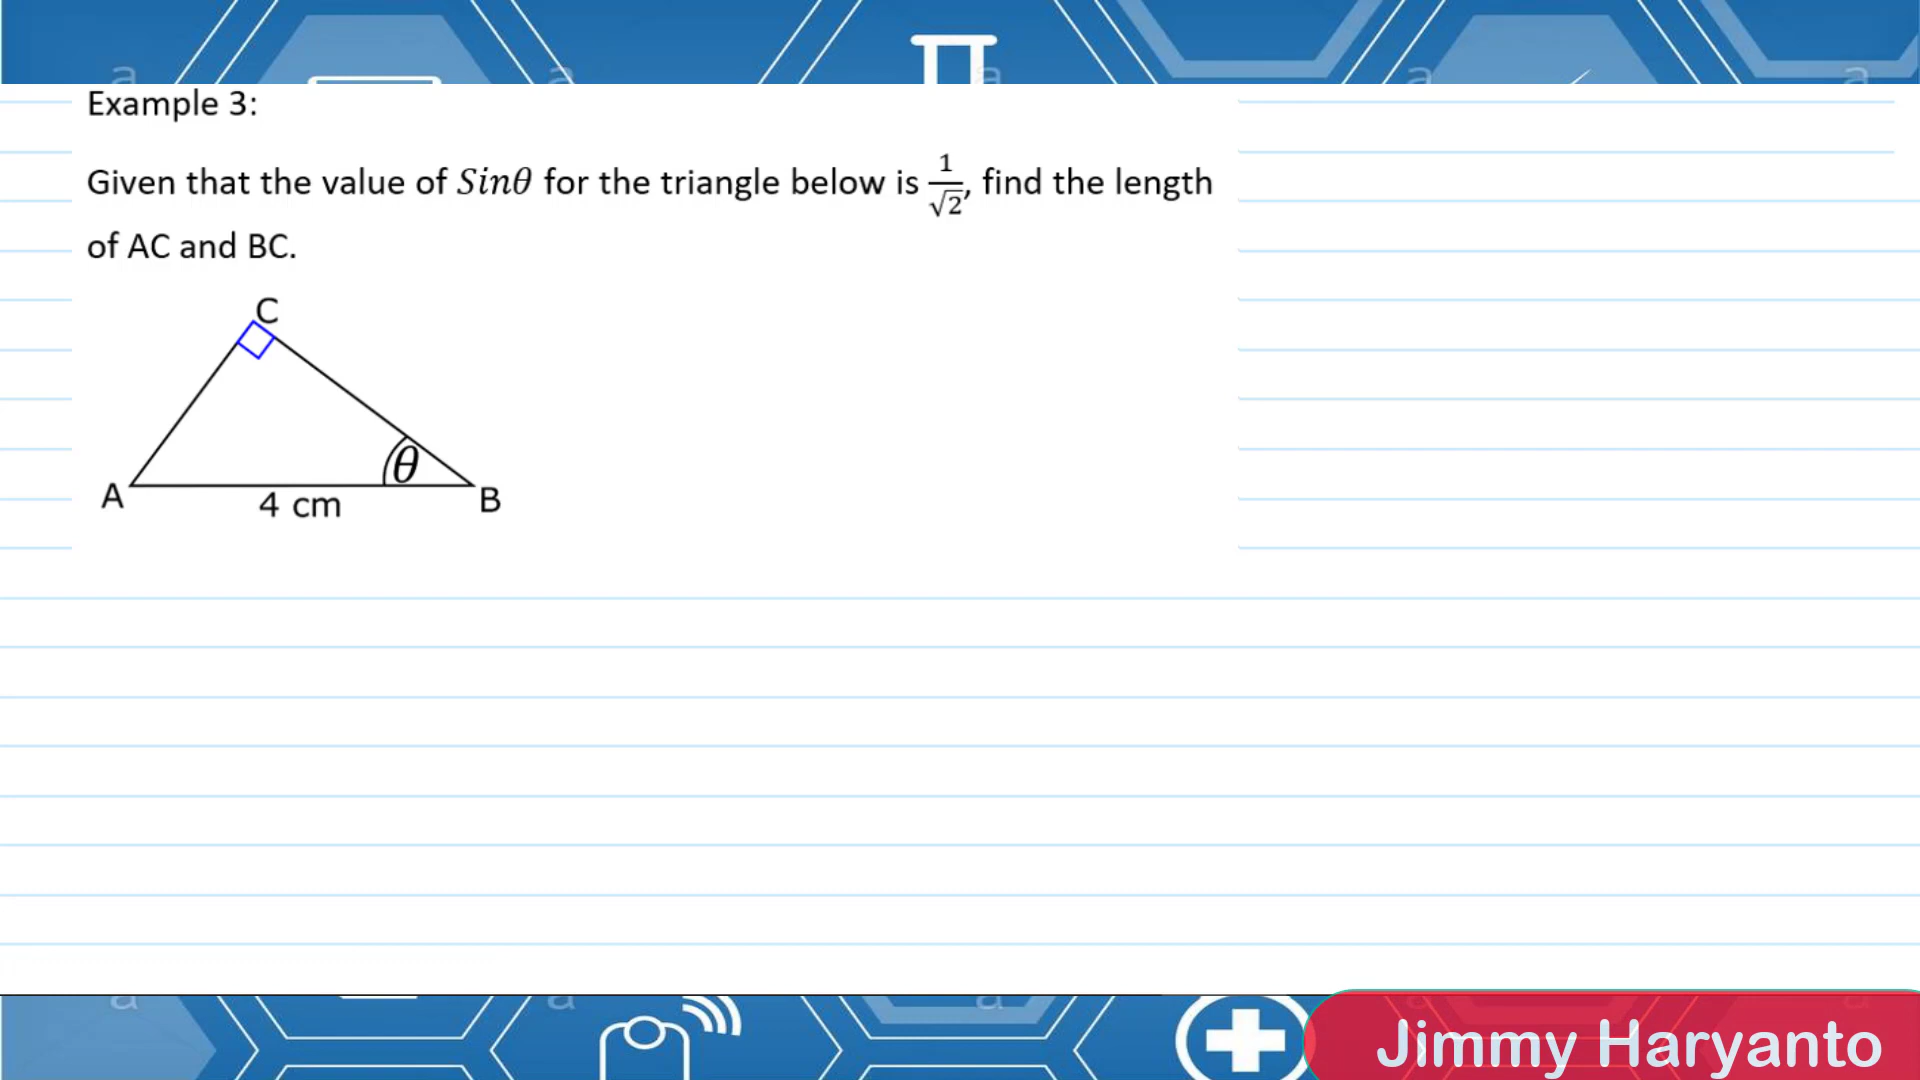 Example 3:
Given that the value of Sinθ for the triangle below is 1/√2, find the length
of AC and BC.
C
θ
A
4 cm
B
Jimmy Haryanto